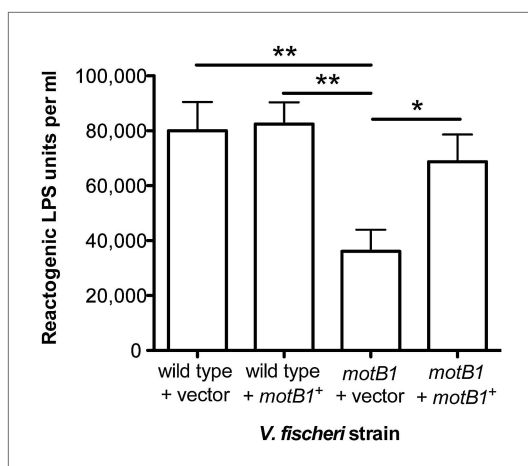 **
**
*
Reactogenic LPS units per ml
100,000
80,000
60,000
40,000
20,000
0
wild type + vector
wild type + motB1+
motB1 + vector
motB1 + motB1+
V. fischeri strain